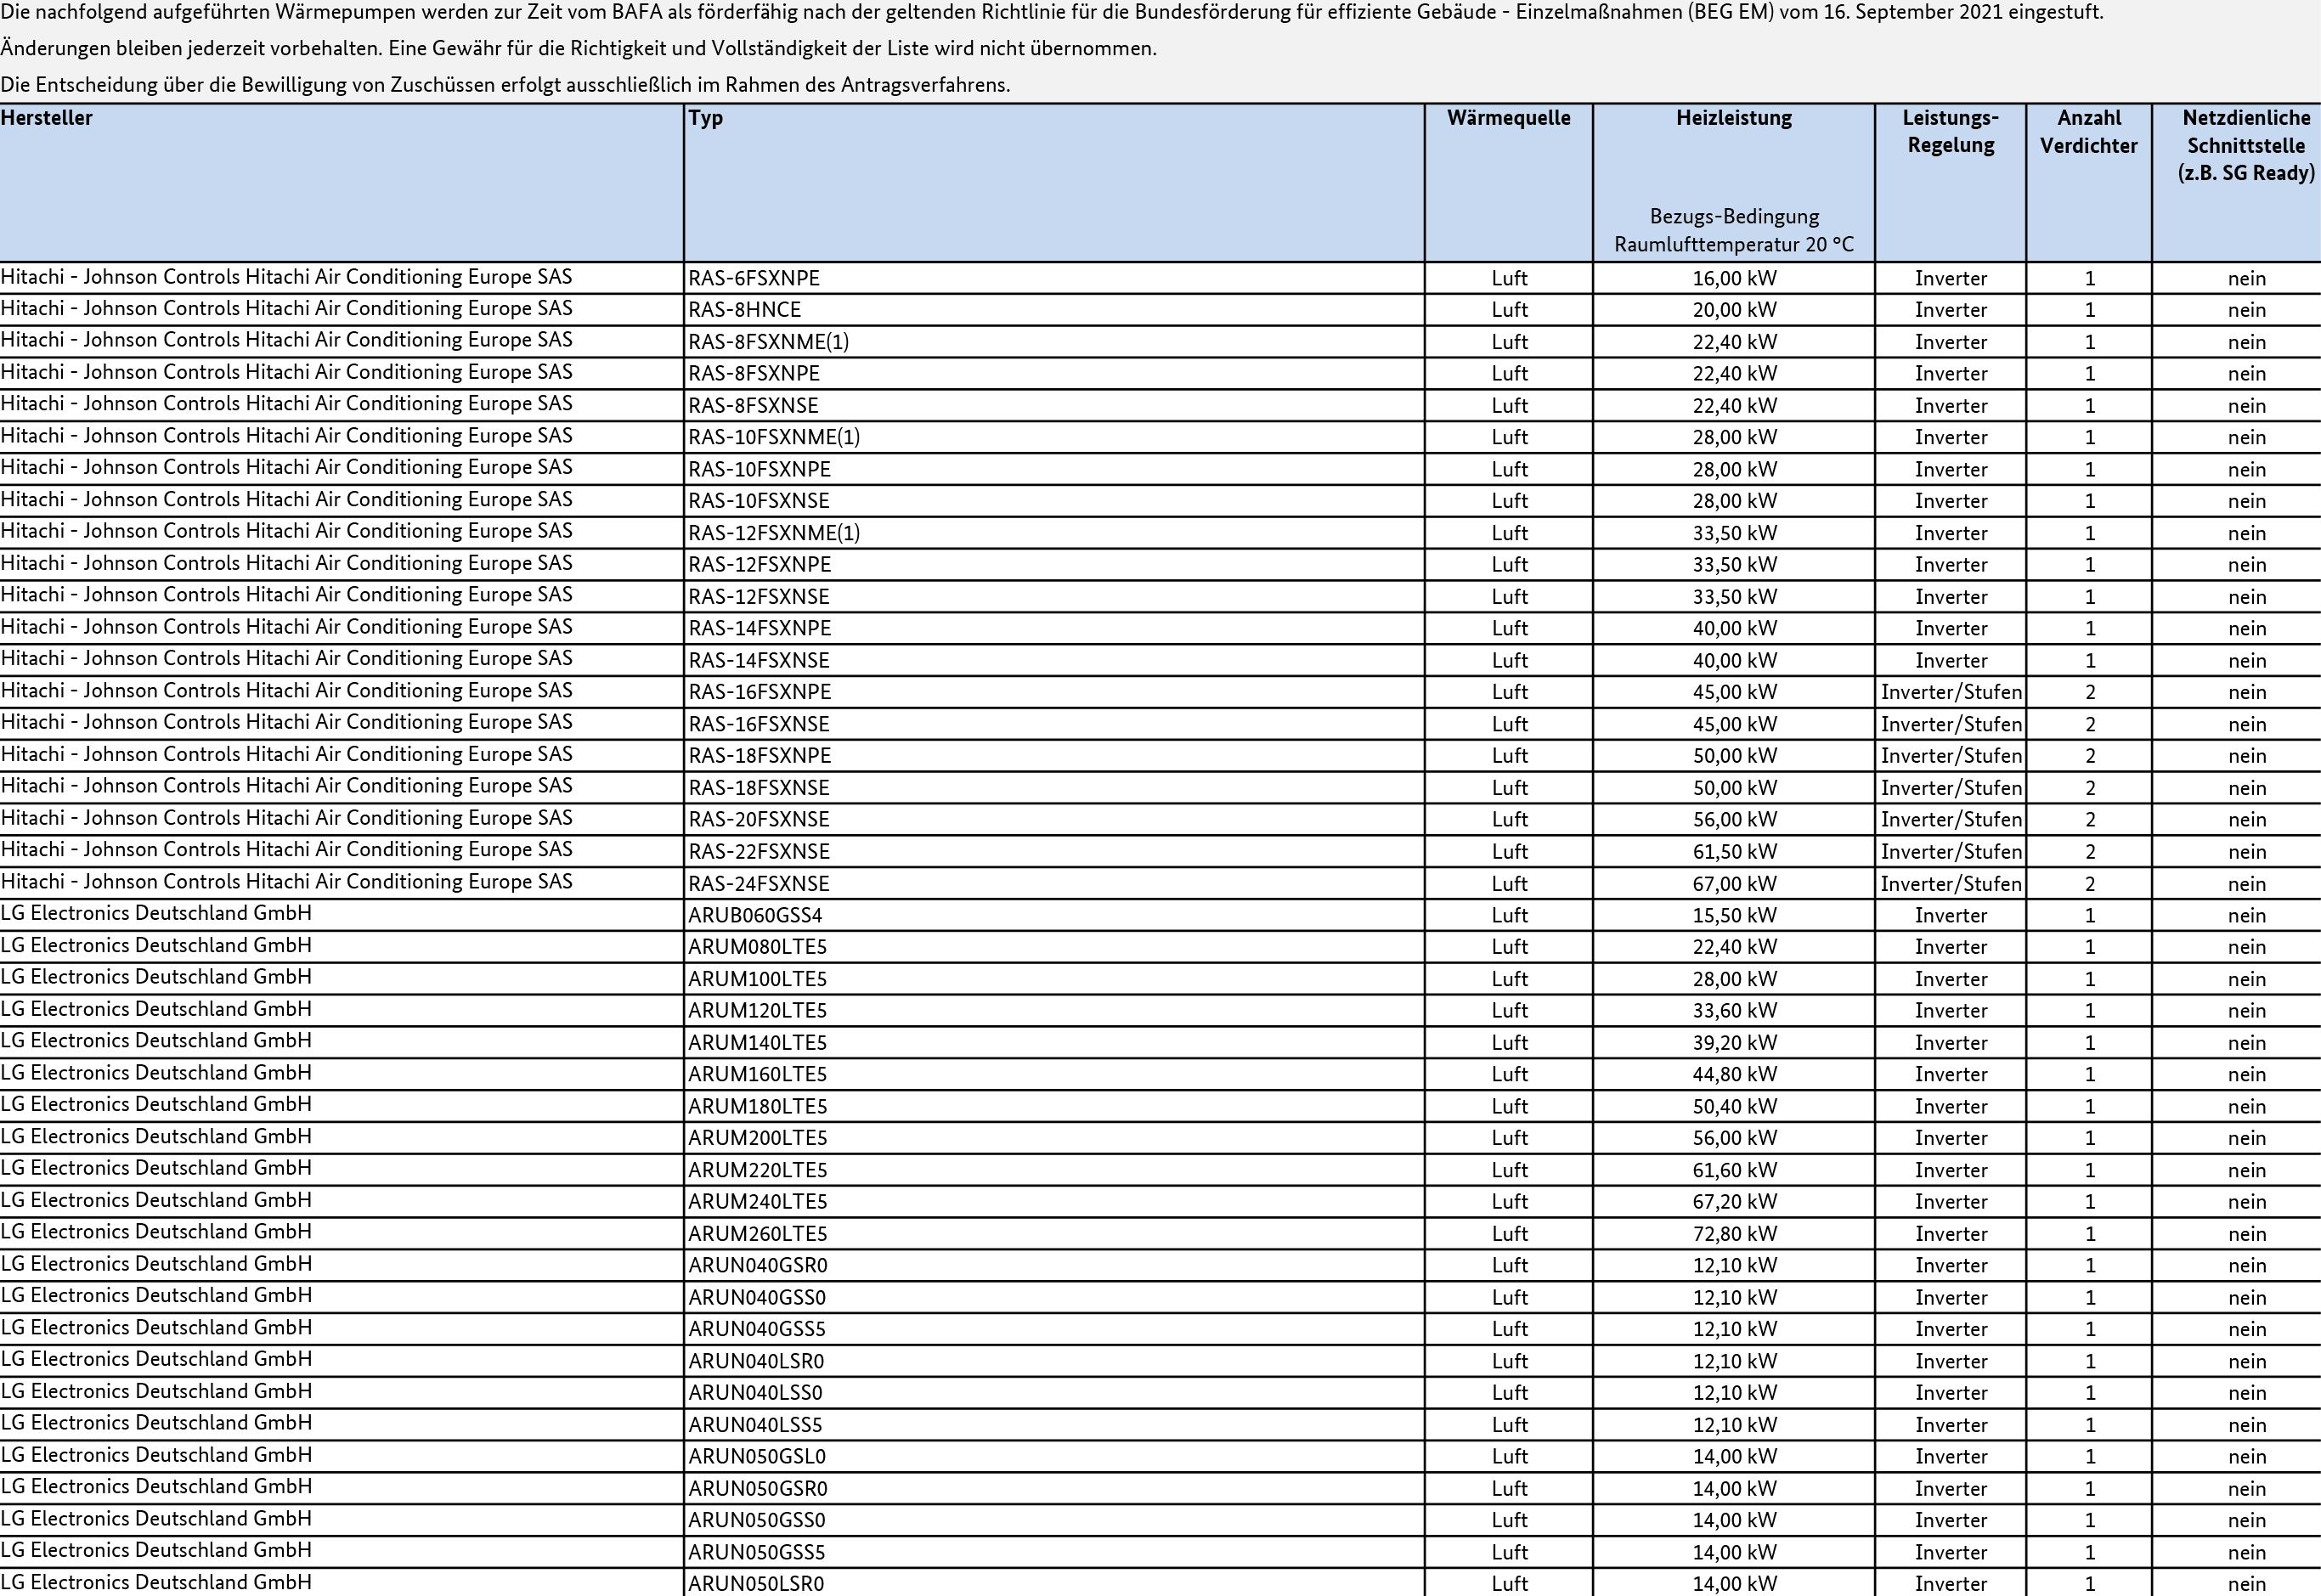 Die nachfolgend aufgeführten Wärmepumpen werden zur Zeit vom BAFA als förderfähig nach der geltenden Richtlinie für die Bundesförderung für effiziente Gebäude - Einzelmaßnahmen (BEG EM) vom 16. September 2021 eingestuft.
Änderungen bleiben jederzeit vorbehalten. Eine Gewähr für die Richtigkeit und Vollständigkeit der Liste wird nicht übernommen.
Die Entscheidung über die Bewilligung von Zuschüssen erfolgt ausschließlich im Rahmen des Antragsverfahrens.
Hersteller Typ Wärmequelle Heizleistung Leistungs- Anzahl Netzdienliche
Regelung Verdichter Schnittstelle
(z.B. SG Ready)
Bezugs-Bedingung
Raumlufttemperatur 20 °C
Hitachi - Johnson Controls Hitachi Air Conditioning Europe SAS RAS-6FSXNPE Luft 16,00 kW Inverter 1 nein
Hitachi - Johnson Controls Hitachi Air Conditioning Europe SAS RAS-8HNCE Luft 20,00 kW Inverter 1 nein
Hitachi - Johnson Controls Hitachi Air Conditioning Europe SAS RAS-8FSXNME(1) Luft 22,40 kW Inverter 1 nein
Hitachi - Johnson Controls Hitachi Air Conditioning Europe SAS RAS-8FSXNPE Luft 22,40 kW Inverter 1 nein
Hitachi - Johnson Controls Hitachi Air Conditioning Europe SAS RAS-8FSXNSE Luft 22,40 kW Inverter 1 nein
Hitachi - Johnson Controls Hitachi Air Conditioning Europe SAS RAS-10FSXNME(1) Luft 28,00 kW Inverter 1 nein
Hitachi - Johnson Controls Hitachi Air Conditioning Europe SAS RAS-10FSXNPE Luft 28,00 kW Inverter 1 nein
Hitachi - Johnson Controls Hitachi Air Conditioning Europe SAS RAS-10FSXNSE Luft 28,00 kW Inverter 1 nein
Hitachi - Johnson Controls Hitachi Air Conditioning Europe SAS RAS-12FSXNME(1) Luft 33,50 kW Inverter 1 nein
Hitachi - Johnson Controls Hitachi Air Conditioning Europe SAS RAS-12FSXNPE Luft 33,50 kW Inverter 1 nein
Hitachi - Johnson Controls Hitachi Air Conditioning Europe SAS RAS-12FSXNSE Luft 33,50 kW Inverter 1 nein
Hitachi - Johnson Controls Hitachi Air Conditioning Europe SAS RAS-14FSXNPE Luft 40,00 kW Inverter 1 nein
Hitachi - Johnson Controls Hitachi Air Conditioning Europe SAS RAS-14FSXNSE Luft 40,00 kW Inverter 1 nein
Hitachi - Johnson Controls Hitachi Air Conditioning Europe SAS RAS-16FSXNPE Luft 45,00 kW Inverter/Stufen 2 nein
Hitachi - Johnson Controls Hitachi Air Conditioning Europe SAS RAS-16FSXNSE Luft 45,00 kW Inverter/Stufen 2 nein
Hitachi - Johnson Controls Hitachi Air Conditioning Europe SAS RAS-18FSXNPE Luft 50,00 kW Inverter/Stufen 2 nein
Hitachi - Johnson Controls Hitachi Air Conditioning Europe SAS RAS-18FSXNSE Luft 50,00 kW Inverter/Stufen 2 nein
Hitachi - Johnson Controls Hitachi Air Conditioning Europe SAS RAS-20FSXNSE Luft 56,00 kW Inverter/Stufen 2 nein
Hitachi - Johnson Controls Hitachi Air Conditioning Europe SAS RAS-22FSXNSE Luft 61,50 kW Inverter/Stufen 2 nein
Hitachi - Johnson Controls Hitachi Air Conditioning Europe SAS RAS-24FSXNSE Luft 67,00 kW Inverter/Stufen 2 nein
LG Electronics Deutschland GmbH ARUB060GSS4 Luft 15,50 kW Inverter 1 nein
LG Electronics Deutschland GmbH ARUM080LTE5 Luft 22,40 kW Inverter 1 nein
LG Electronics Deutschland GmbH ARUM100LTE5 Luft 28,00 kW Inverter 1 nein
LG Electronics Deutschland GmbH ARUM120LTE5 Luft 33,60 kW Inverter 1 nein
LG Electronics Deutschland GmbH ARUM140LTE5 Luft 39,20 kW Inverter 1 nein
LG Electronics Deutschland GmbH ARUM160LTE5 Luft 44,80 kW Inverter 1 nein
LG Electronics Deutschland GmbH ARUM180LTE5 Luft 50,40 kW Inverter 1 nein
LG Electronics Deutschland GmbH ARUM200LTE5 Luft 56,00 kW Inverter 1 nein
LG Electronics Deutschland GmbH ARUM220LTE5 Luft 61,60 kW Inverter 1 nein
LG Electronics Deutschland GmbH ARUM240LTE5 Luft 67,20 kW Inverter 1 nein
LG Electronics Deutschland GmbH ARUM260LTE5 Luft 72,80 kW Inverter 1 nein
LG Electronics Deutschland GmbH ARUN040GSR0 Luft 12,10 kW Inverter 1 nein
LG Electronics Deutschland GmbH ARUN040GSS0 Luft 12,10 kW Inverter 1 nein
LG Electronics Deutschland GmbH ARUN040GSS5 Luft 12,10 kW Inverter 1 nein
LG Electronics Deutschland GmbH ARUN040LSR0 Luft 12,10 kW Inverter 1 nein
LG Electronics Deutschland GmbH ARUN040LSS0 Luft 12,10 kW Inverter 1 nein
LG Electronics Deutschland GmbH ARUN040LSS5 Luft 12,10 kW Inverter 1 nein
LG Electronics Deutschland GmbH ARUN050GSL0 Luft 14,00 kW Inverter 1 nein
LG Electronics Deutschland GmbH ARUN050GSR0 Luft 14,00 kW Inverter 1 nein
LG Electronics Deutschland GmbH ARUN050GSS0 Luft 14,00 kW Inverter 1 nein
LG Electronics Deutschland GmbH ARUN050GSS5 Luft 14,00 kW Inverter 1 nein
LG Electronics Deutschland GmbH ARUN050LSR0 Luft 14,00 kW Inverter 1 nein